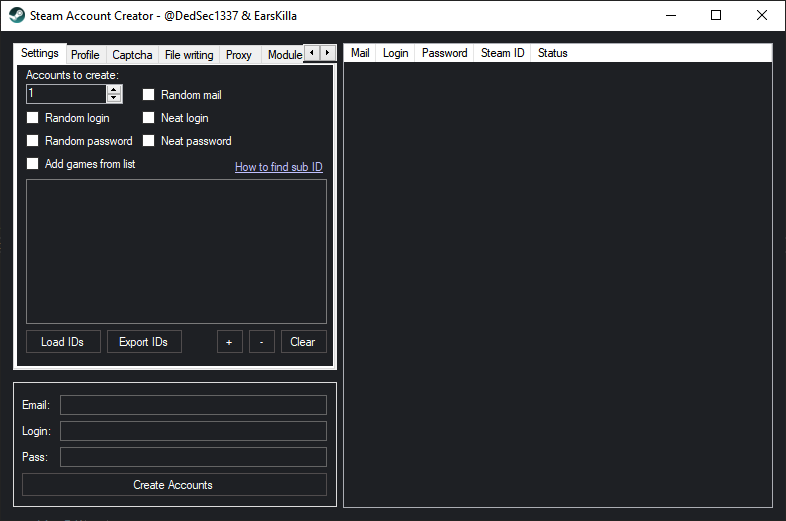 Steam Account Creator - @DedSec1337 & EarsKilla
Settings Profile Captcha File writing Proxy Module
Accounts to create:
1 Random mail
Random login Neat login
Random password Neat password
Add games from list How to find sub ID
Load IDs Export IDs + - Clear
Email:
Login:
Pass:
Create Accounts
Mail Login Password Steam ID Status